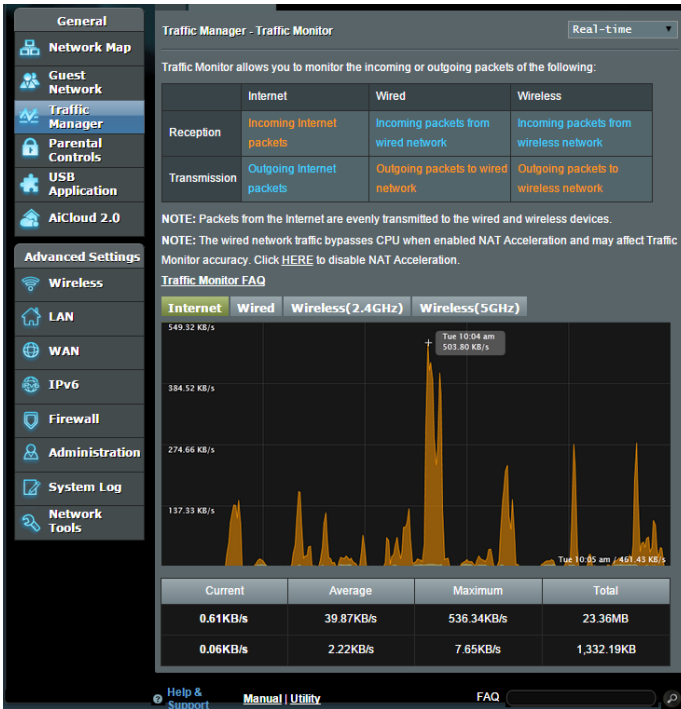 General
Network Map
Guest
Network
Traffic
Manager
Parental
Controls
USB
Application
AiCloud 2.0
Advanced Settings
Wireless
LAN
WAN
IPv6
Firewall
Administration
System Log
Network
Tools
Traffic Manager - Traffic Monitor
Real-time
Traffic Monitor allows you to monitor the incoming or outgoing packets of the following:
Internet Wired Wireless
Reception
Incoming Internet
packets
Incoming packets from
wired network
Incoming packets from
wireless network
Transmission
Outgoing Internet
packets
Outgoing packets to wired
network
Outgoing packets to
wireless network
NOTE: Packets from the Internet are evenly transmitted to the wired and wireless devices.
NOTE: The wired network traffic bypasses CPU when enabled NAT Acceleration and may affect Traffic
Monitor accuracy. Click HERE to disable NAT Acceleration.
Traffic Monitor FAQ
Internet Wired Wireless(2.4GHz) Wireless(5GHz)
549.32 KB/s
Tue 10:04 am
503.80 KB/s
384.52 KB/s
274.66 KB/s
137.33 KB/s
Tue 10:05 am / 461.43 KB/s
Current Average Maximum Total
0.61KB/s 39.87KB/s 536.34KB/s 23.36MB
0.06KB/s 2.22KB/s 7.65KB/s 1,332.19KB
Help &
Support
Manual | Utility
FAQ